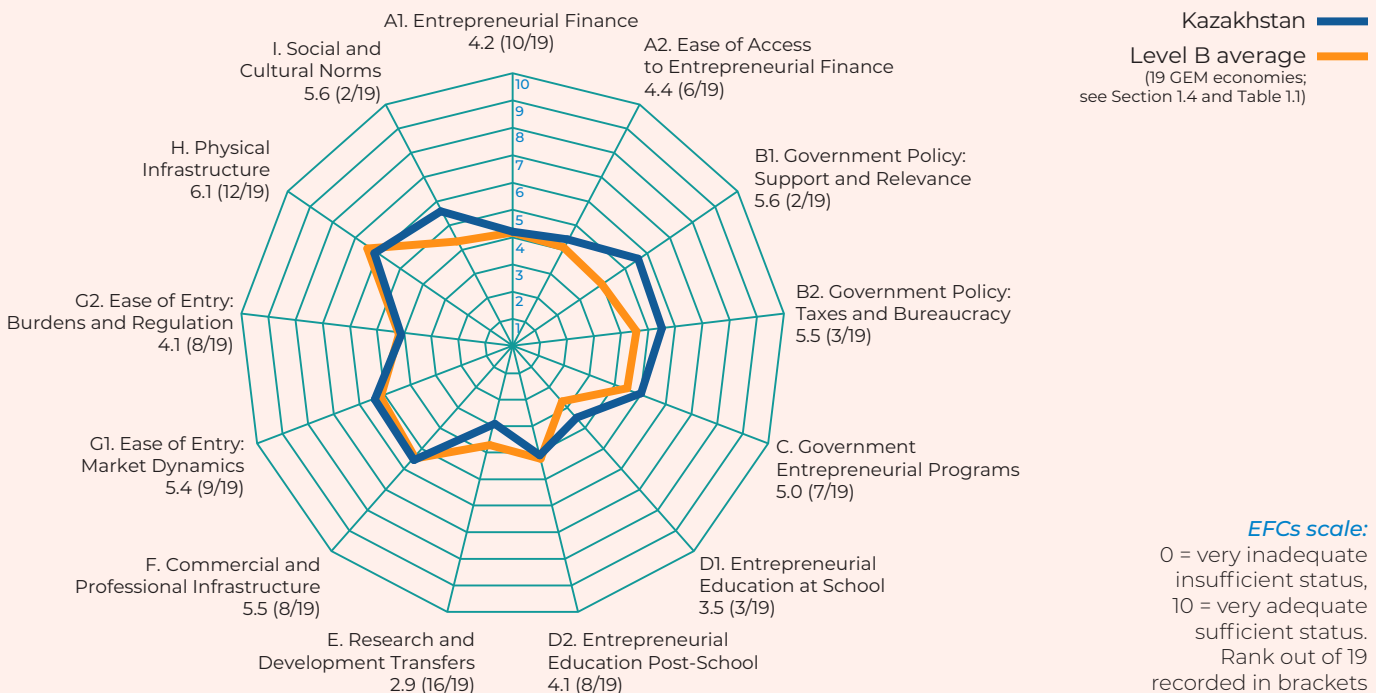 A1. Entrepreneurial Finance
4.2 (10/19)
A2. Ease of Access
to Entrepreneurial Finance
4.4 (6/19)
B1. Government Policy:
Support and Relevance
5.6 (2/19)
B2. Government Policy:
Taxes and Bureaucracy
5.5 (3/19)
C. Government
Entrepreneurial Programs
5.0 (7/19)
D1. Entrepreneurial
Education at School
3.5 (3/19)
D2. Entrepreneurial
Education Post-School
4.1 (8/19)
E. Research and
Development Transfers
2.9 (16/19)
F. Commercial and
Professional Infrastructure
5.5 (8/19)
G1. Ease of Entry:
Market Dynamics
5.4 (9/19)
G2. Ease of Entry:
Burdens and Regulation
4.1 (8/19)
H. Physical
Infrastructure
6.1 (12/19)
I. Social and
Cultural Norms
5.6 (2/19)
10
9
8
7
6
5
4
3
2
1
Kazakhstan
Level B average
(19 GEM economies;
see Section 1.4 and Table 1.1)
EFCs scale:
0 = very inadequate
insufficient status,
10 = very adequate
sufficient status.
Rank out of 19
recorded in brackets